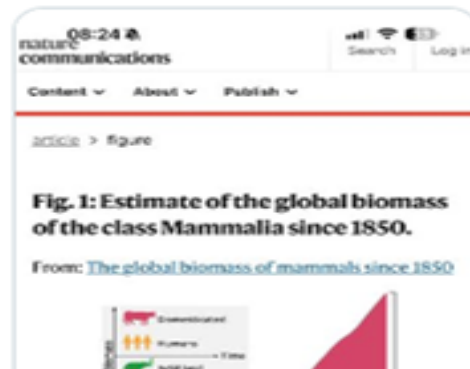 08:24
nature
communications
Search Log in
Content About Publish
article > figure
Fig. 1: Estimate of the global biomass
of the class Mammalia since 1850.
From: The global biomass of mammals since 1850
Domesticated
Humans
Time